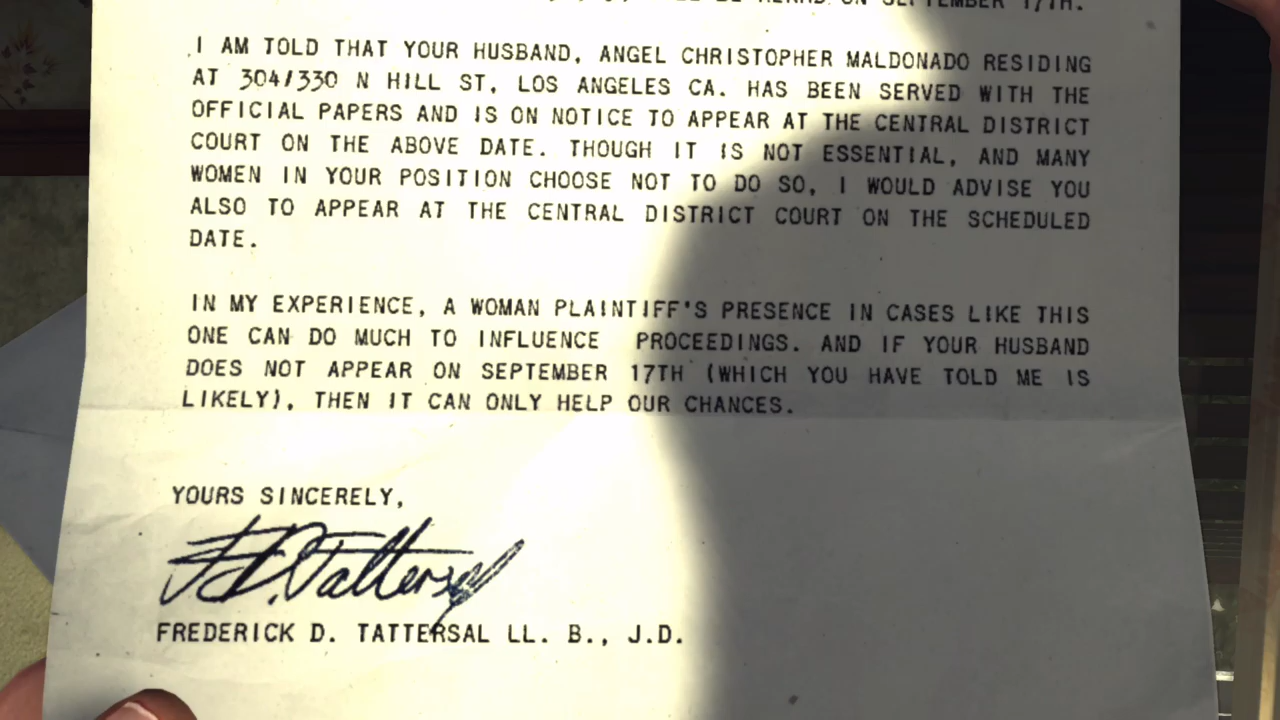 HEARD ON SEPTEMBER 17TH.
I AM TOLD THAT YOUR HUSBAND, ANGEL CHRISTOPHER MALDONADO RESIDING
AT 304/330 N HILL ST, LOS ANGELES CA. HAS BEEN SERVED WITH THE
OFFICIAL PAPERS AND IS ON NOTICE TO APPEAR AT THE CENTRAL DISTRICT
COURT ON THE ABOVE DATE. THOUGH IT IS NOT ESSENTIAL, AND MANY
WOMEN IN YOUR POSITION CHOOSE NOT TO DO SO, I WOULD ADVISE YOU
ALSO TO APPEAR AT THE CENTRAL DISTRICT COURT ON THE SCHEDULED
DATE.
IN MY EXPERIENCE, A WOMAN PLAINTIFF'S PRESENCE IN CASES LIKE THIS
ONE CAN DO MUCH TO INFLUENCE PROCEEDINGS. AND IF YOUR HUSBAND
DOES NOT APPEAR ON SEPTEMBER 17TH (WHICH YOU HAVE TOLD ME IS
LIKELY), THEN IT CAN ONLY HELP OUR CHANCES.
YOURS SINCERELY,
F.D.Tattersal
FREDERICK D. TATTERSAL LL. B., J.D.